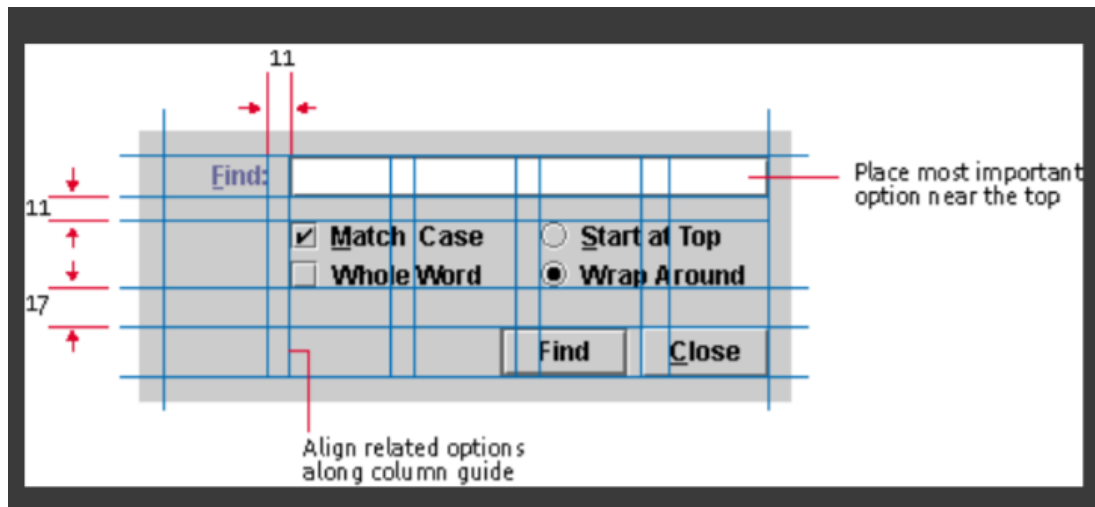 11
Find:
Place most important
option near the top
11
Match Case
Start at Top
Whole Word
Wrap Around
17
Find
Close
Align related options
along column guide